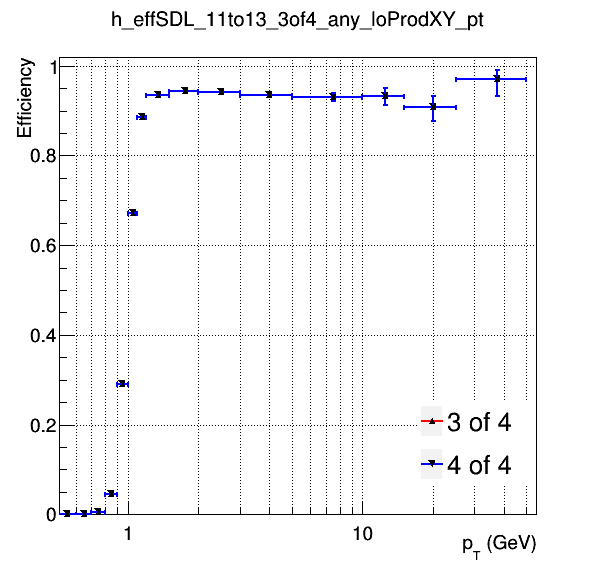 h_effSDL_11to13_3of4_any_loProdXY_pt
Efficiency
1
0.8
0.6
0.4
0.2
0
3 of 4
4 of 4
1
10
p_T (GeV)